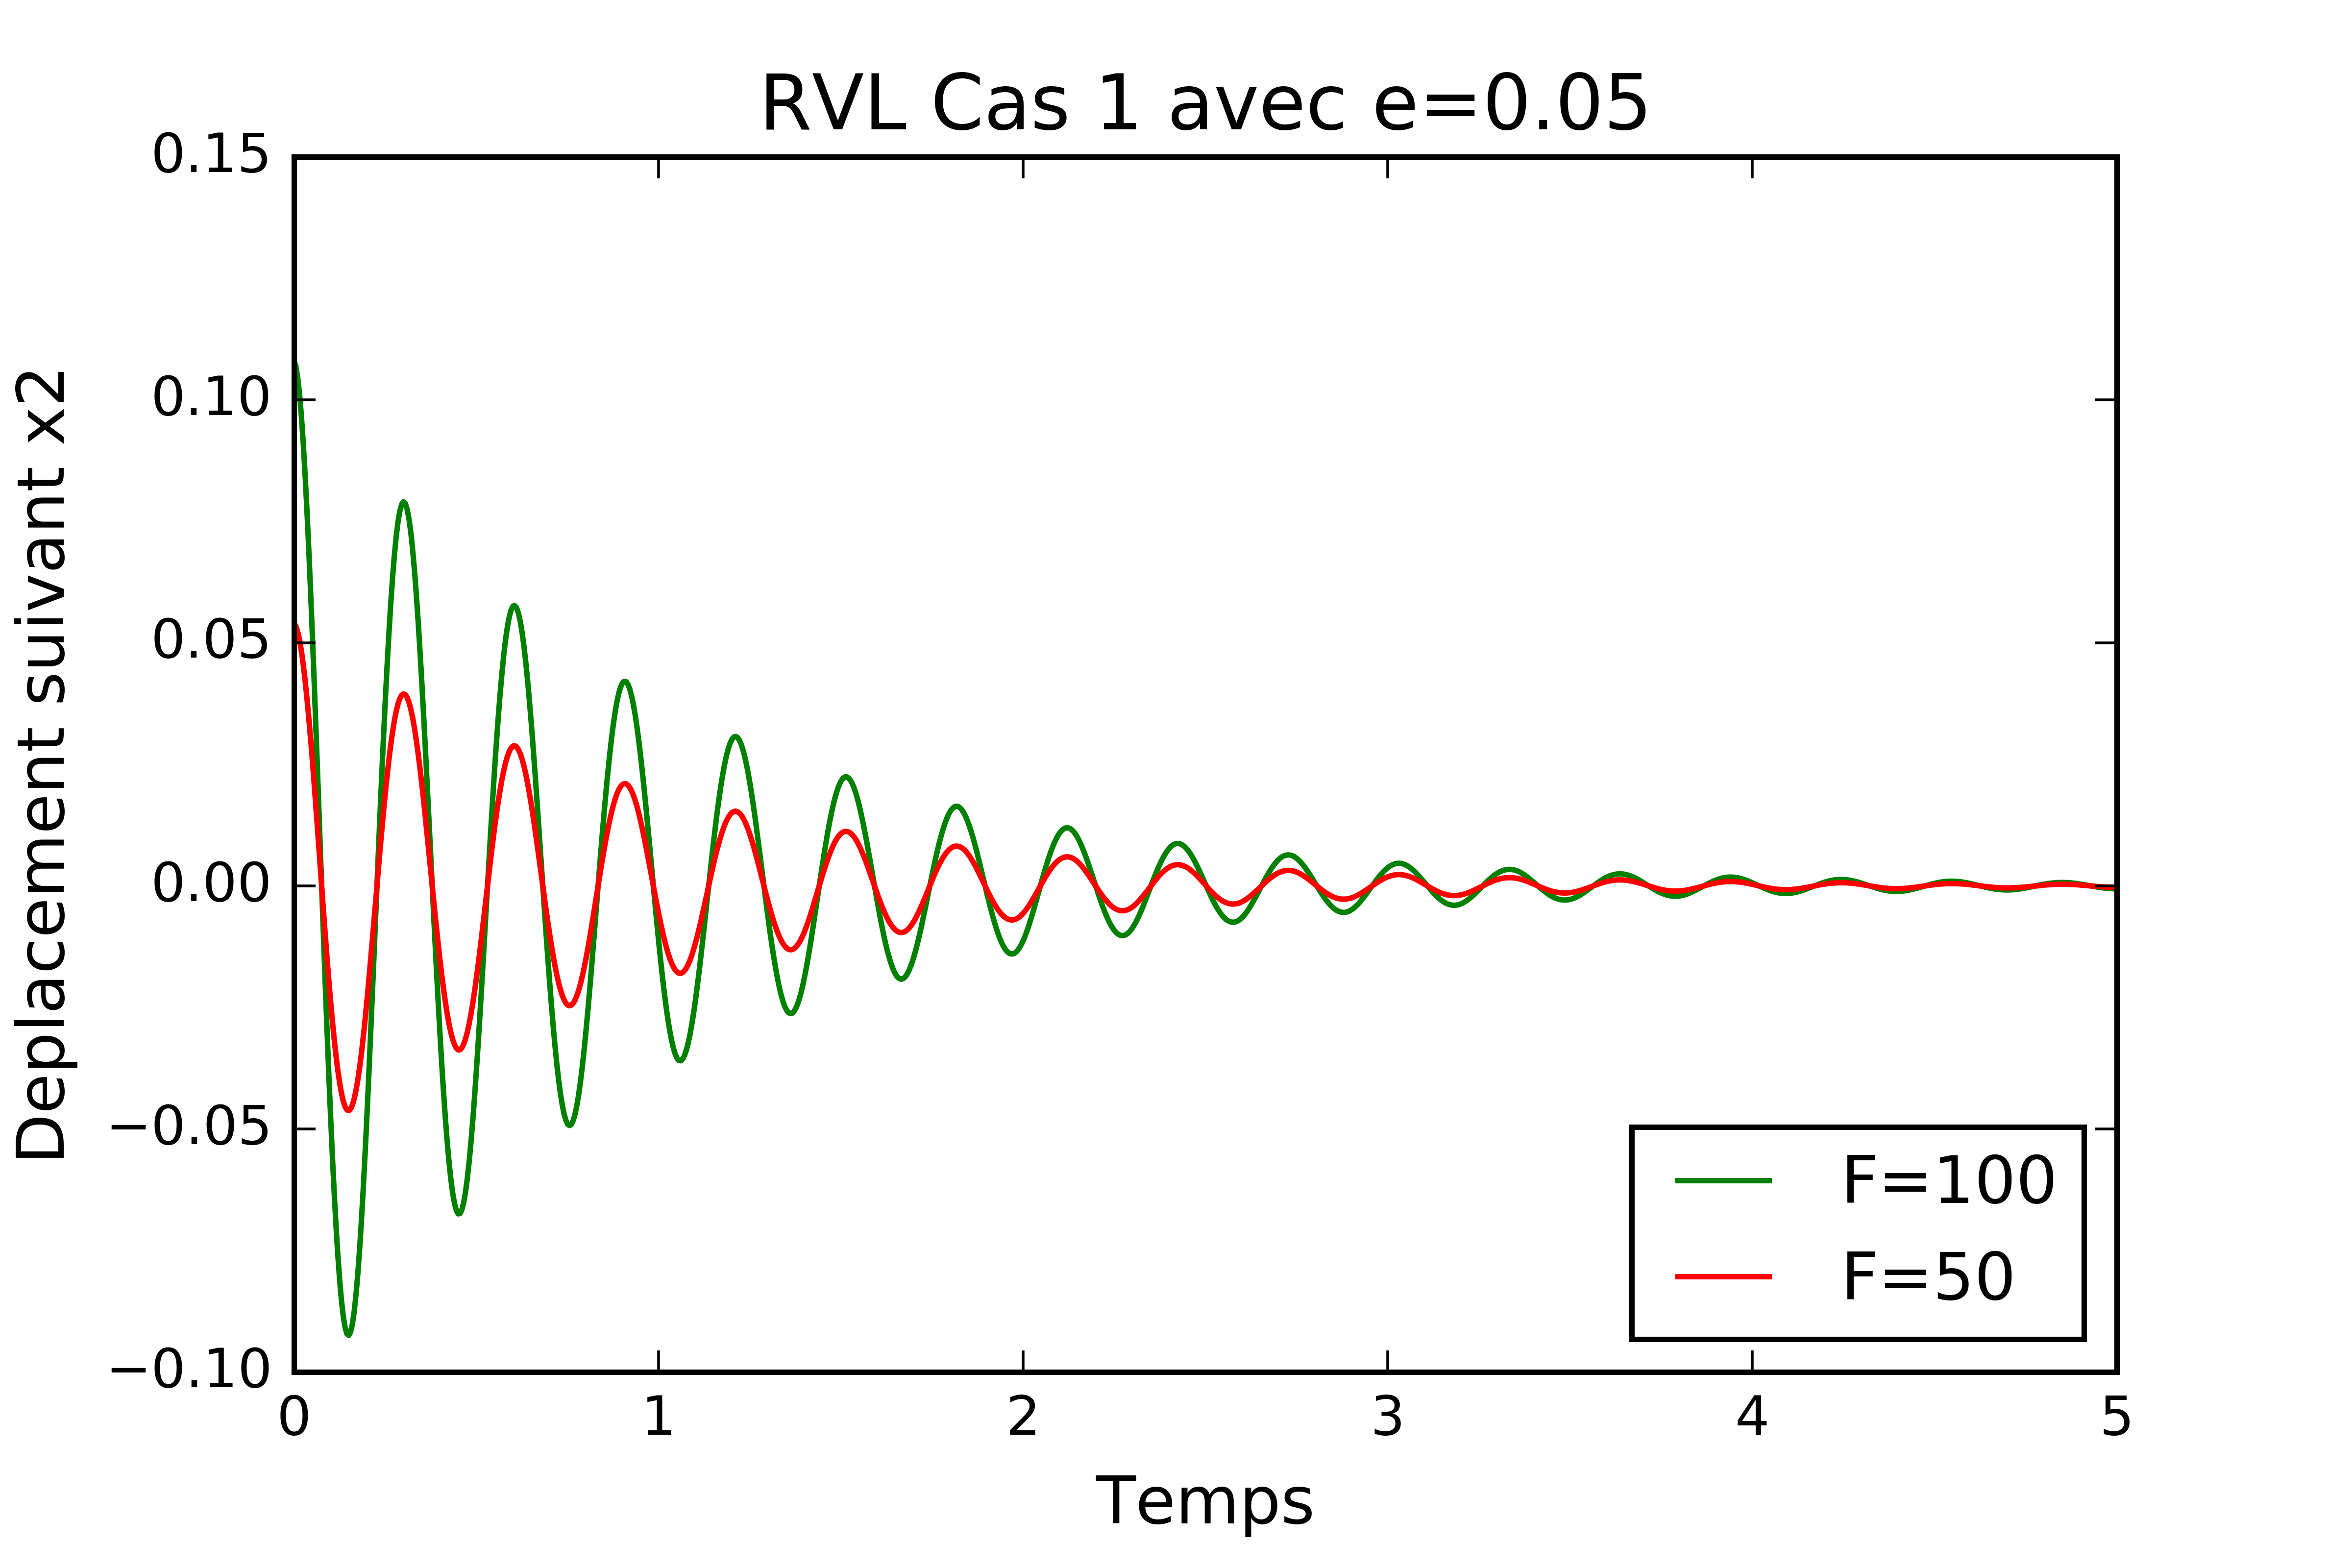 RVL Cas 1 avec e=0.05
Deplacement suivant x2
0.15
0.10
0.05
0.00
−0.05
−0.10
0 1 2 3 4 5
Temps
F=100
F=50